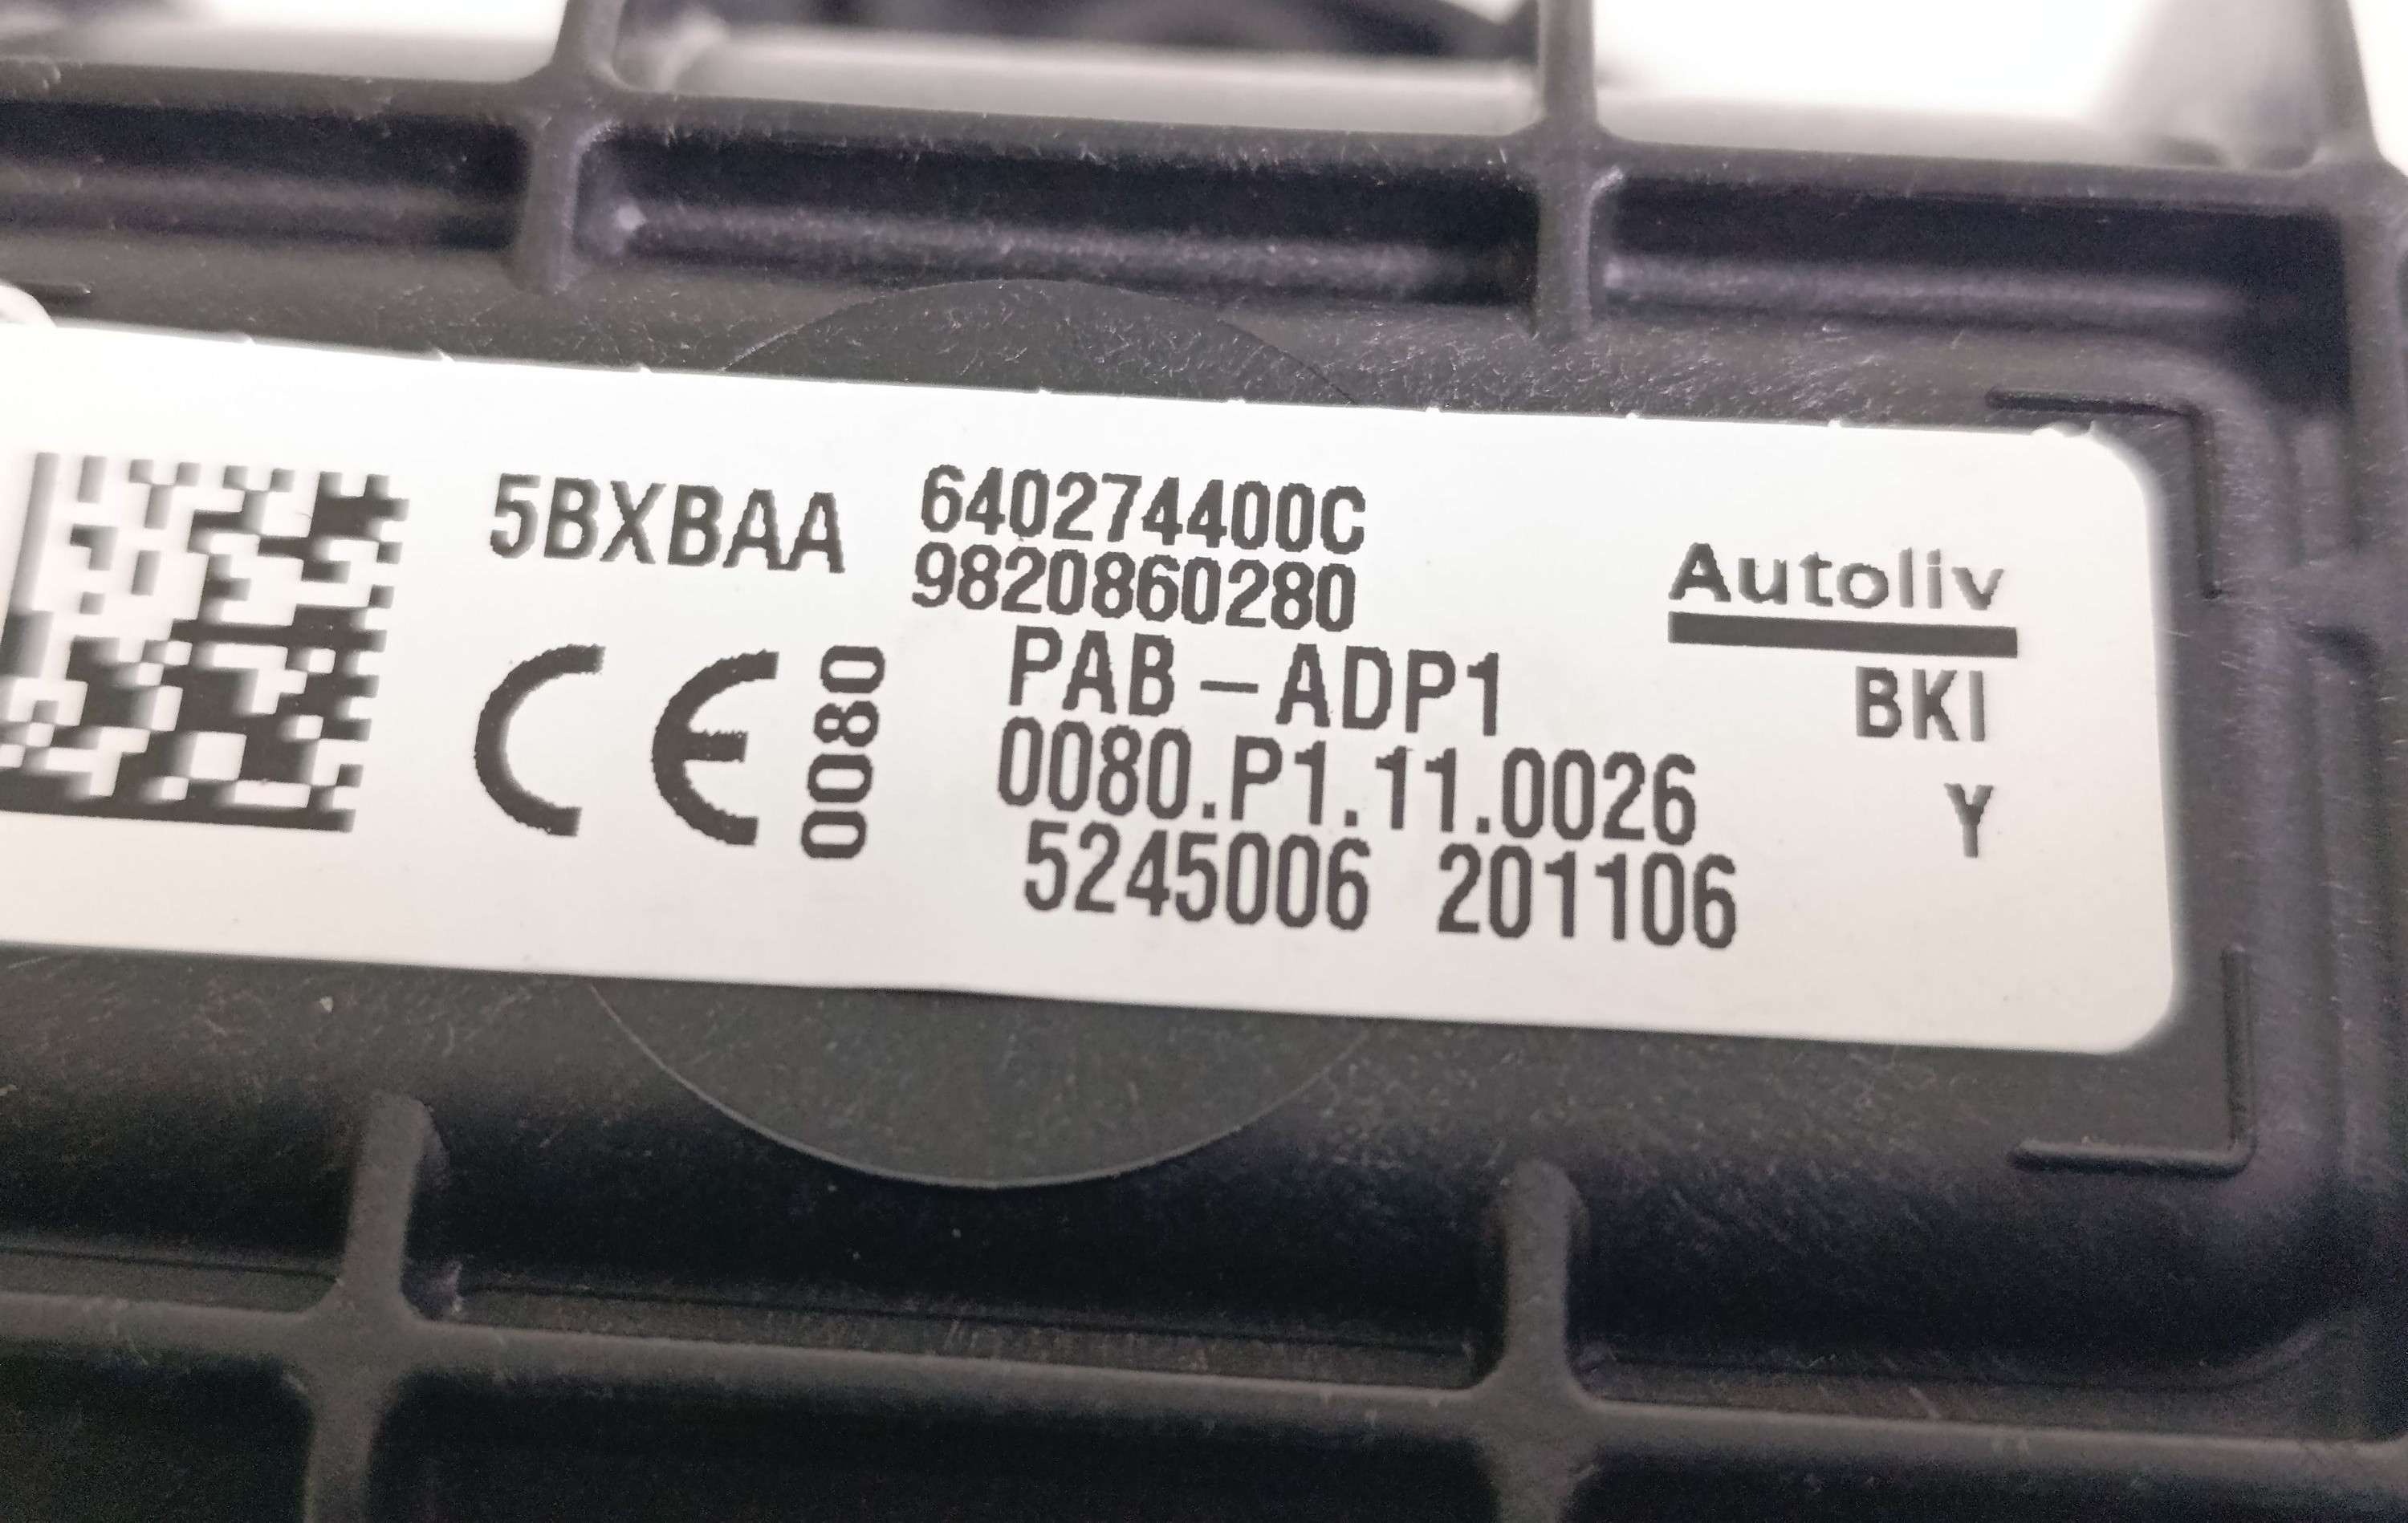 5BXBAA 640274400C
9820860280
CE 0080
PAB-ADP1
0080.P1.11.0026
5245006 201106
Autoliv
BKI
Y